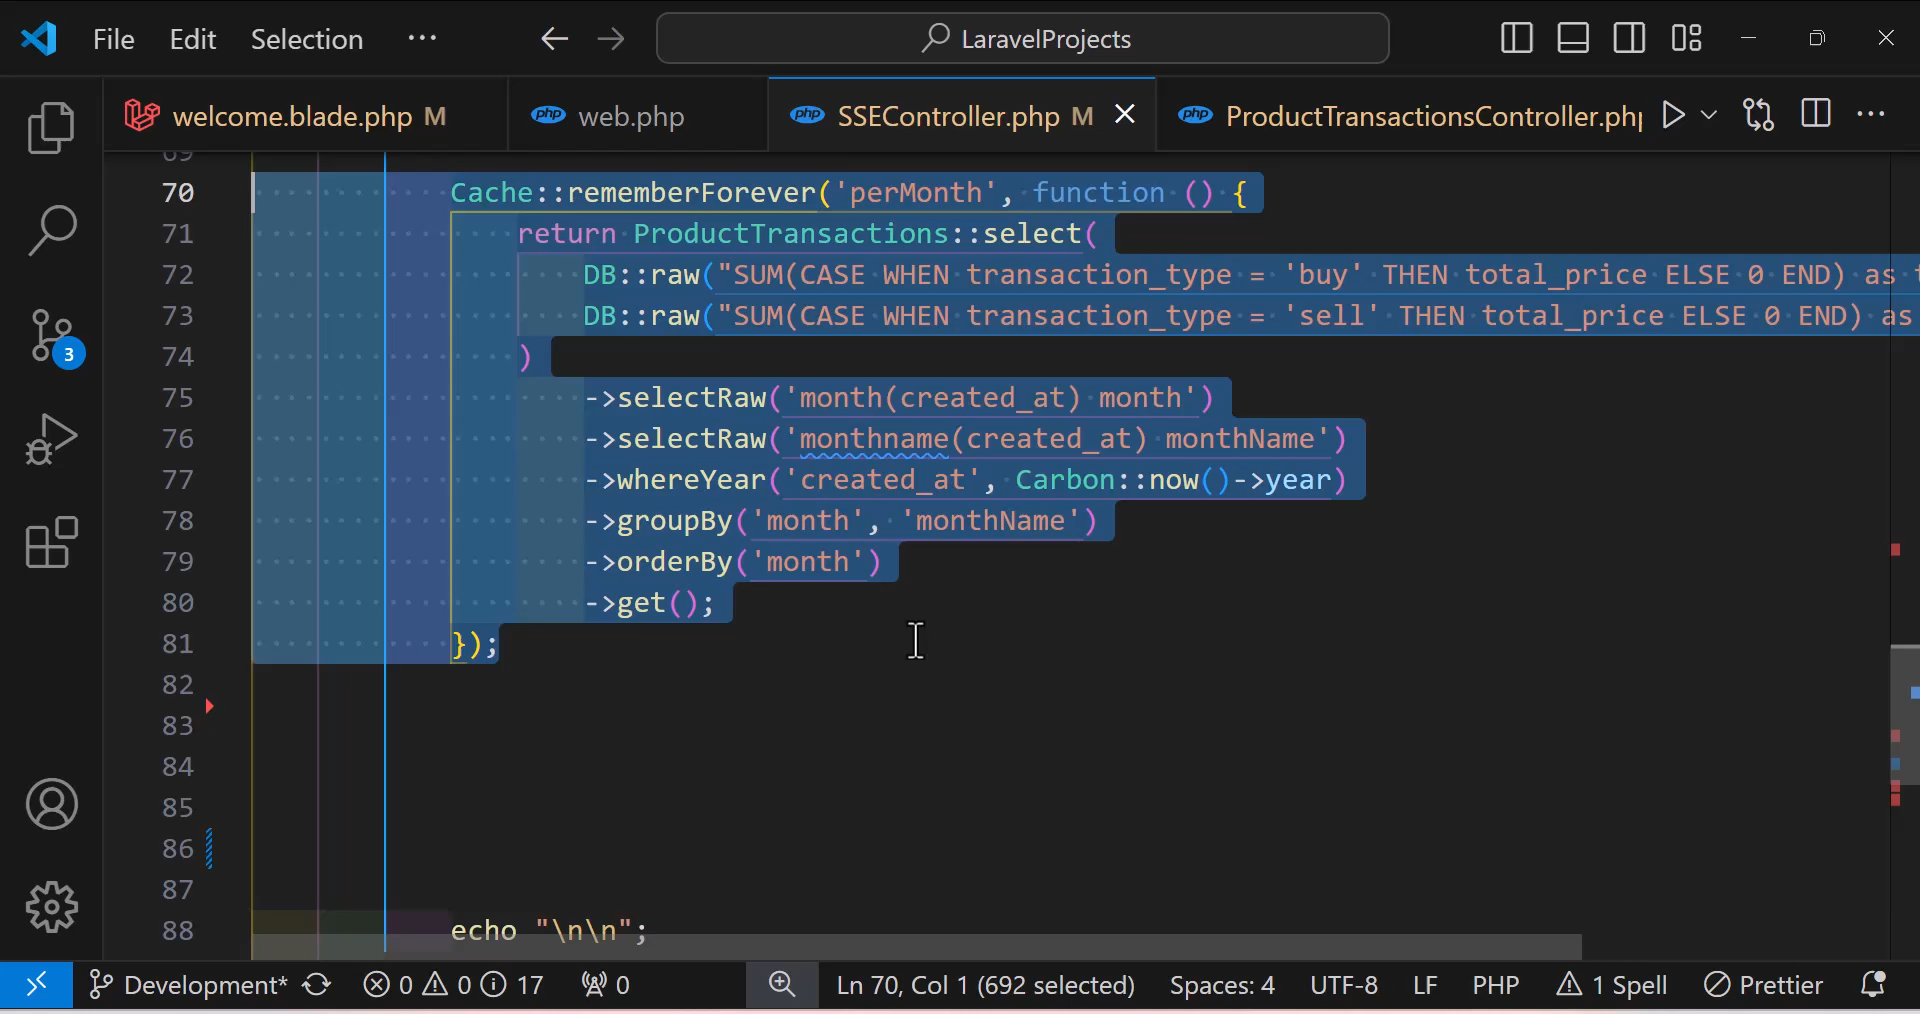 File Edit Selection ··· LaravelProjects
welcome.blade.php M web.php SSEController.php M ProductTransactionsController.php
69
70 Cache::rememberForever('perMonth', function () {
71 return ProductTransactions::select(
72 DB::raw("SUM(CASE WHEN transaction_type = 'buy' THEN total_price ELSE 0 END) as
73 DB::raw("SUM(CASE WHEN transaction_type = 'sell' THEN total_price ELSE 0 END) as
74 )
75 ->selectRaw('month(created_at) month')
76 ->selectRaw('monthname(created_at) monthName')
77 ->whereYear('created_at', Carbon::now()->year)
78 ->groupBy('month', 'monthName')
79 ->orderBy('month')
80 ->get();
81 });
82
83
84
85
86
87
88 echo "\n\n";
3
Development* 0 0 17 0 Ln 70, Col 1 (692 selected) Spaces: 4 UTF-8 LF PHP 1 Spell Prettier